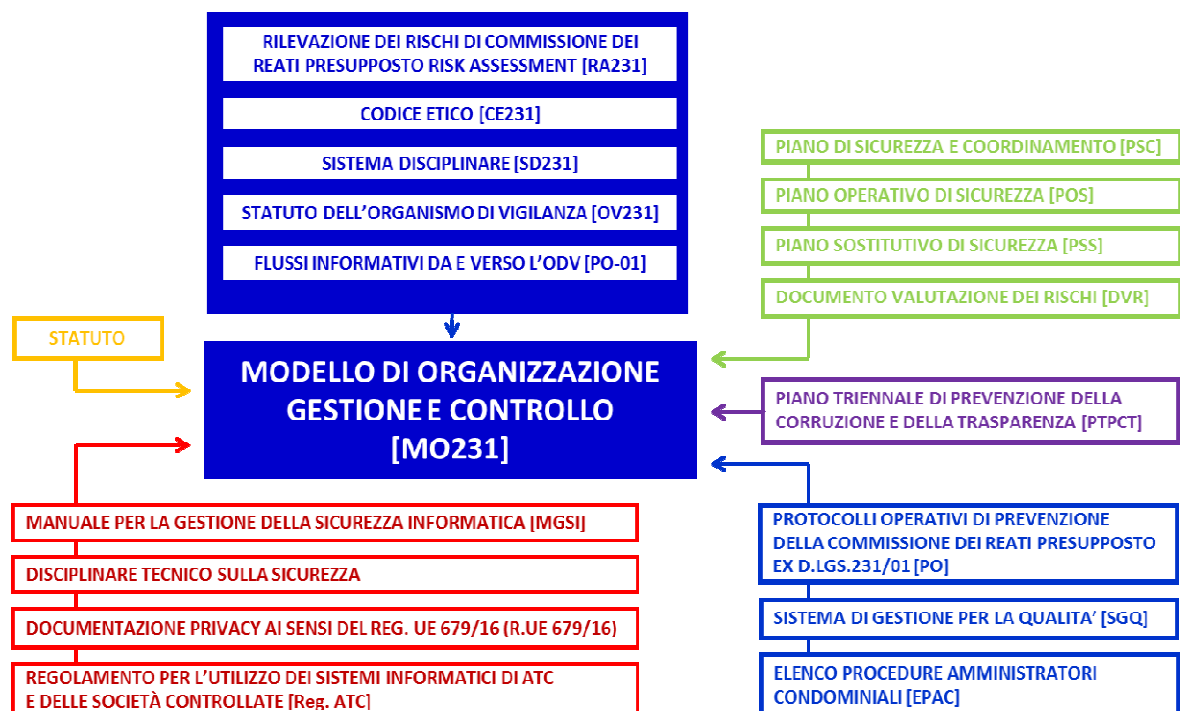 RILEVAZIONE DEI RISCHI DI COMMISSIONE DEI
REATI PRESUPPOSTO RISK ASSESSMENT [RA231]
CODICE ETICO [CE231]
SISTEMA DISCIPLINARE [SD231]
STATUTO DELL'ORGANISMO DI VIGILANZA [OV231]
FLUSSI INFORMATIVI DA E VERSO L'ODV [PO-01]
PIANO DI SICUREZZA E COORDINAMENTO [PSC]
PIANO OPERATIVO DI SICUREZZA [POS]
PIANO SOSTITUTIVO DI SICUREZZA [PSS]
DOCUMENTO VALUTAZIONE DEI RISCHI [DVR]
STATUTO
MODELLO DI ORGANIZZAZIONE
GESTIONE E CONTROLLO
[MO231]
PIANO TRIENNALE DI PREVENZIONE DELLA
CORRUZIONE E DELLA TRASPARENZA [PTPCT]
MANUALE PER LA GESTIONE DELLA SICUREZZA INFORMATICA [MGSI]
DISCIPLINARE TECNICO SULLA SICUREZZA
DOCUMENTAZIONE PRIVACY AI SENSI DEL REG. UE 679/16 (R.UE 679/16)
REGOLAMENTO PER L'UTILIZZO DEI SISTEMI INFORMATICI DI ATC
E DELLE SOCIETÀ CONTROLLATE [Reg. ATC]
PROTOCOLLI OPERATIVI DI PREVENZIONE
DELLA COMMISSIONE DEI REATI PRESUPPOSTO
EX D.LGS.231/01 [PO]
SISTEMA DI GESTIONE PER LA QUALITA' [SGQ]
ELENCO PROCEDURE AMMINISTRATORI
CONDOMINIALI [EPAC]